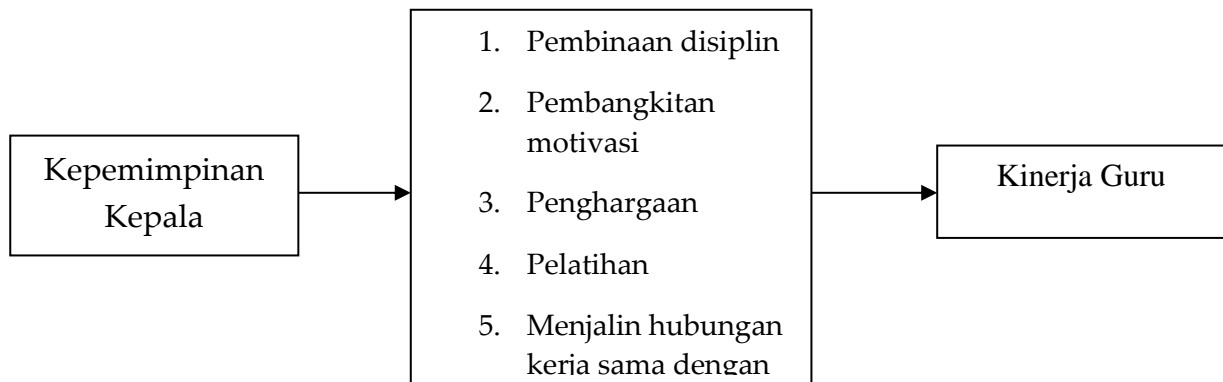 Kepemimpinan
Kepala
1. Pembinaan disiplin
2. Pembangkitan
motivasi
3. Penghargaan
4. Pelatihan
5. Menjalin hubungan
kerja sama dengan
Kinerja Guru